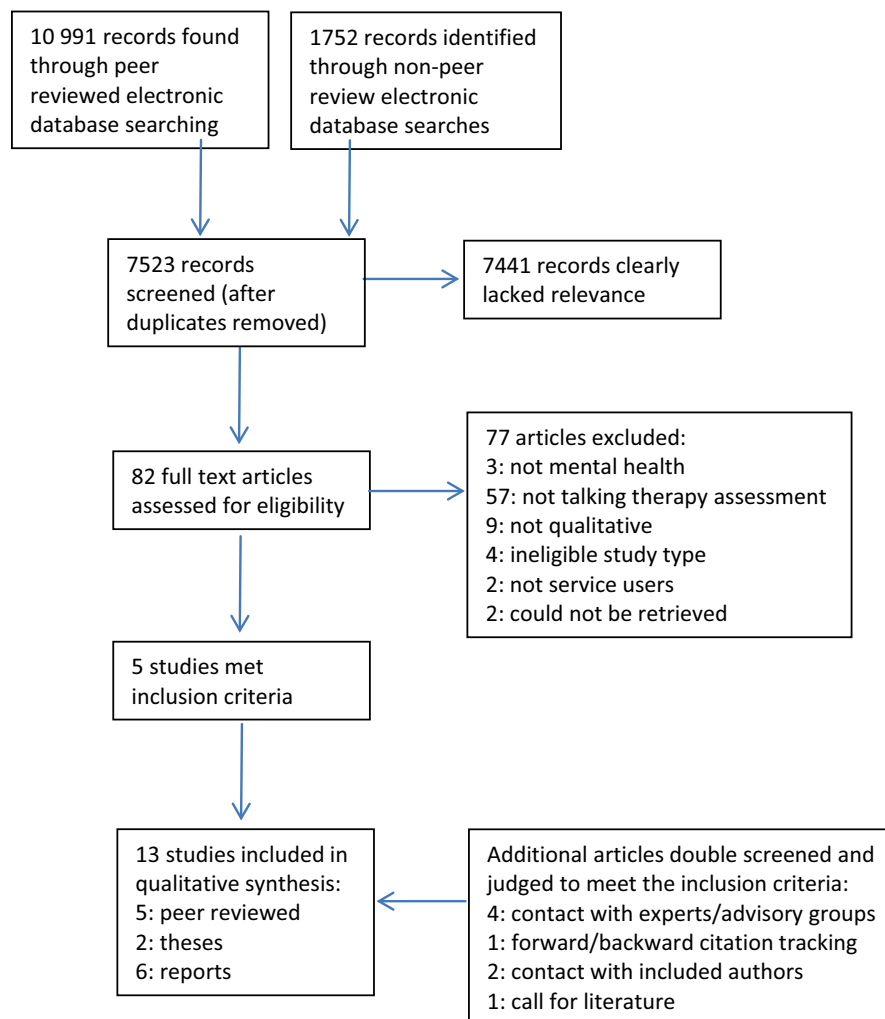 10 991 records found
through peer
reviewed electronic
database searching
1752 records identified
through non-peer
review electronic
database searches
7523 records
screened (after
duplicates removed)
7441 records clearly
lacked relevance
82 full text articles
assessed for eligibility
77 articles excluded:
3: not mental health
57: not talking therapy assessment
9: not qualitative
4: ineligible study type
2: not service users
2: could not be retrieved
5 studies met
inclusion criteria
13 studies included in
qualitative synthesis:
5: peer reviewed
2: theses
6: reports
Additional articles double screened and
judged to meet the inclusion criteria:
4: contact with experts/advisory groups
1: forward/backward citation tracking
2: contact with included authors
1: call for literature